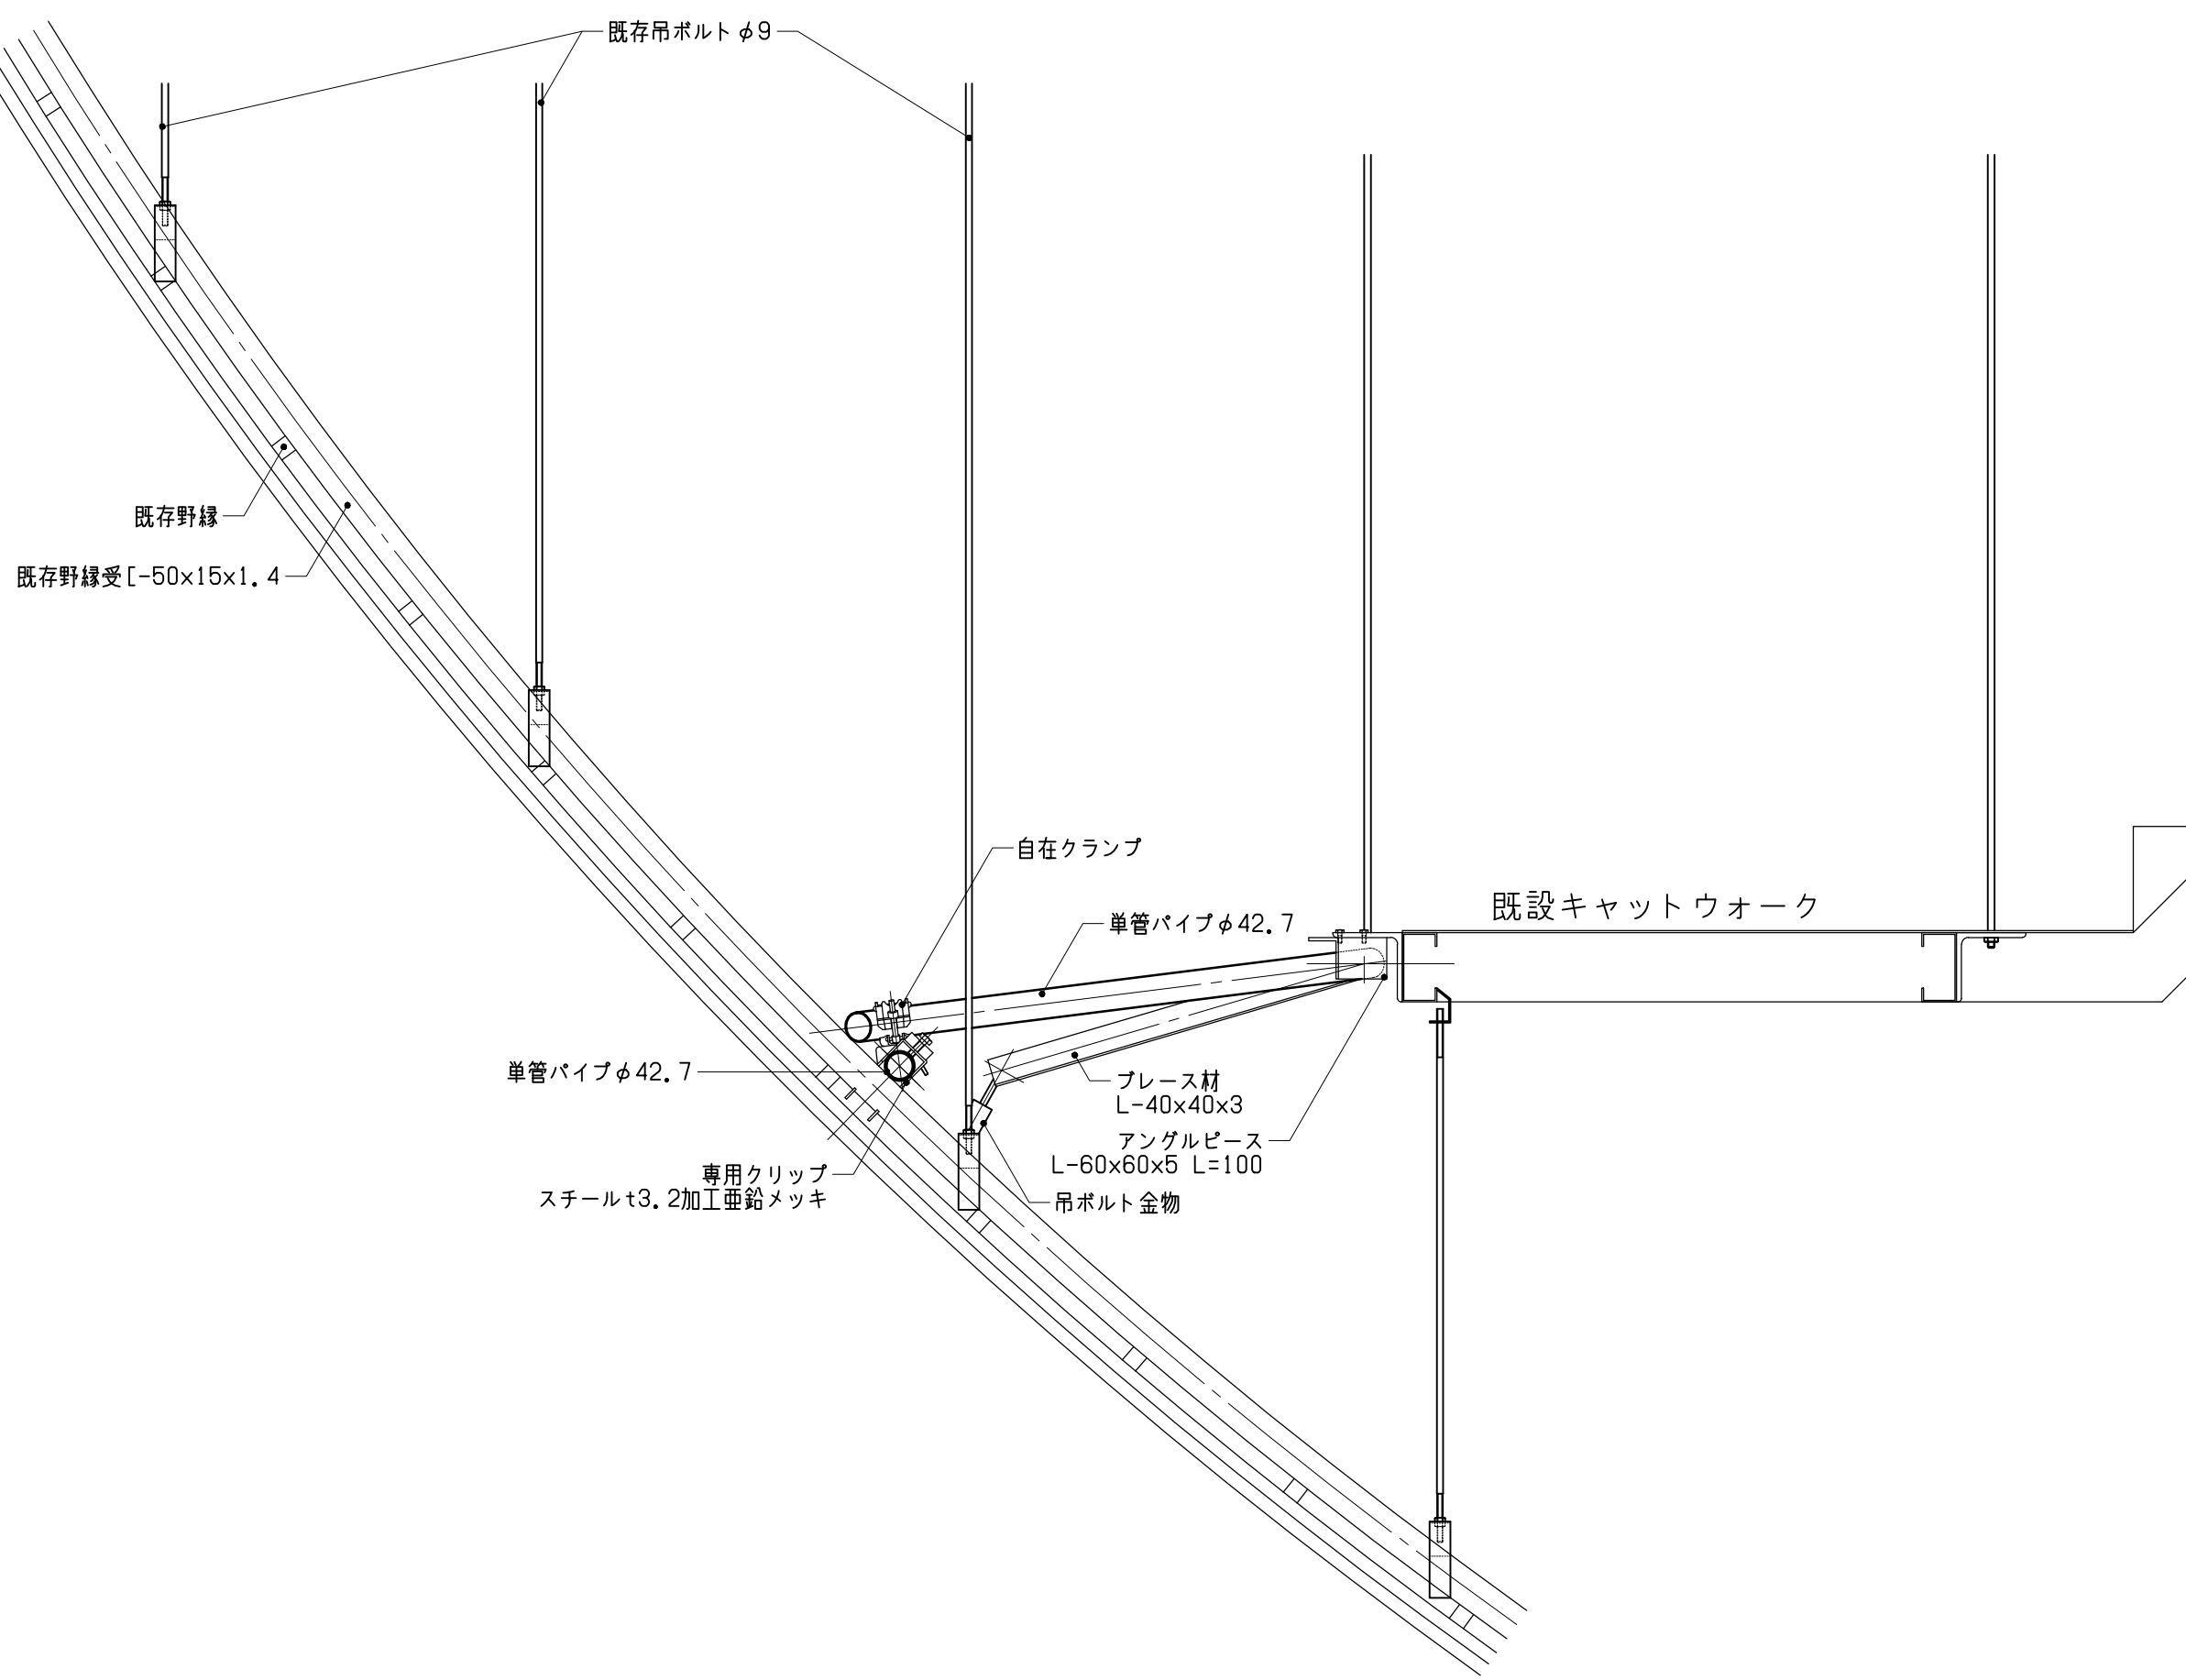 既存吊ボルトφ9
既存野縁
既存野縁受[-50x15x1.4
自在クランプ
既設キャットウォーク
単管パイプφ42.7
単管パイプφ42.7
ブレース材
L-40x40x3
アングルピース
L-60x60x5 L=100
専用クリップ
スチールt3.2加工亜鉛メッキ
吊ボルト金物